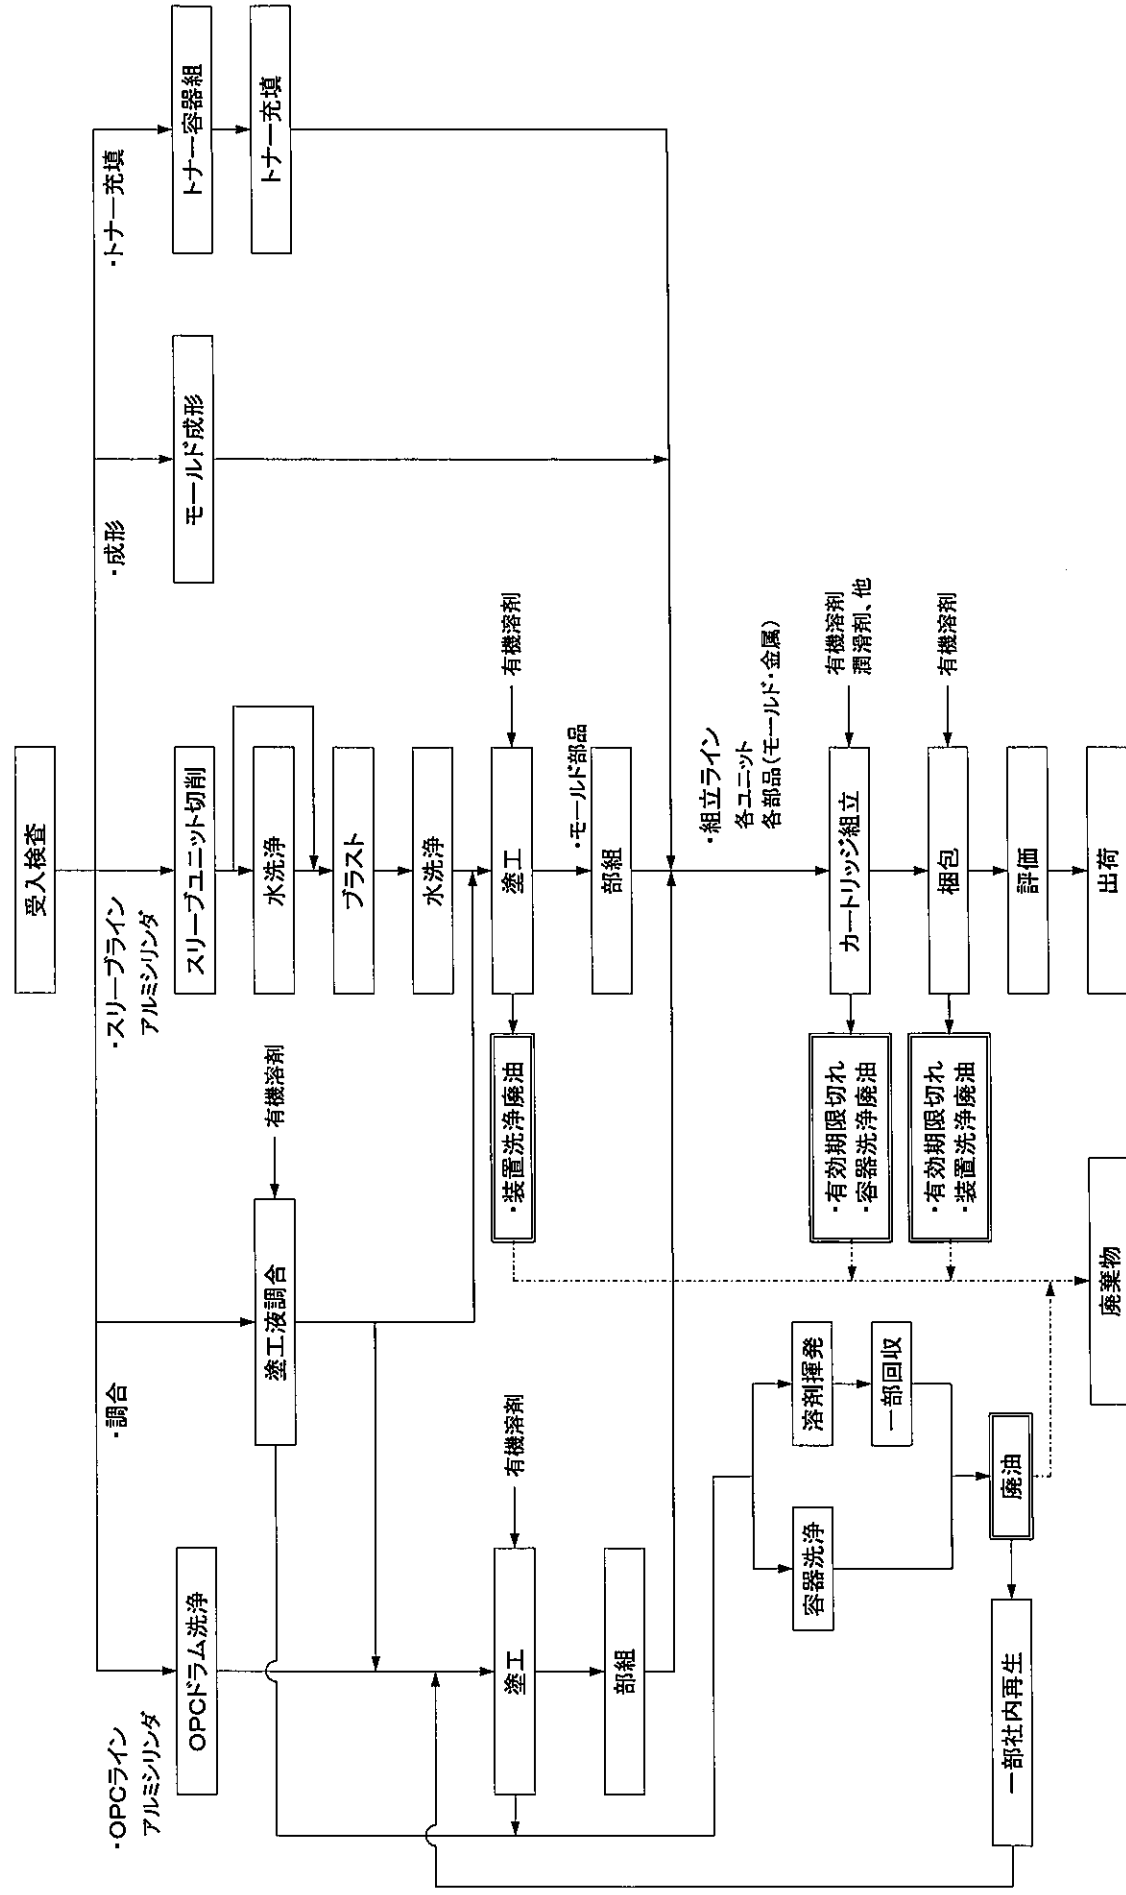 受入検査
・OPCライン
アルミシリンダ
・調合
・スリーブライン
アルミシリンダ
・成形
・トナー充填
OPCドラム洗浄
スリーブユニット切削
モールド成形
トナー容器組
塗工液調合
有機溶剤
水洗浄
トナー充填
ブラスト
水洗浄
塗工
有機溶剤
塗工
有機溶剤
・装置洗浄廃油
・モールド部品
部組
部組
・組立ライン
各ユニット
各部品(モールド・金属)
容器洗浄
溶剤揮発
一部回収
・有効期限切れ
・容器洗浄廃油
カートリッジ組立
有機溶剤
潤滑剤、他
・有効期限切れ
・装置洗浄廃油
梱包
有機溶剤
一部社内再生
廃油
評価
廃棄物
出荷